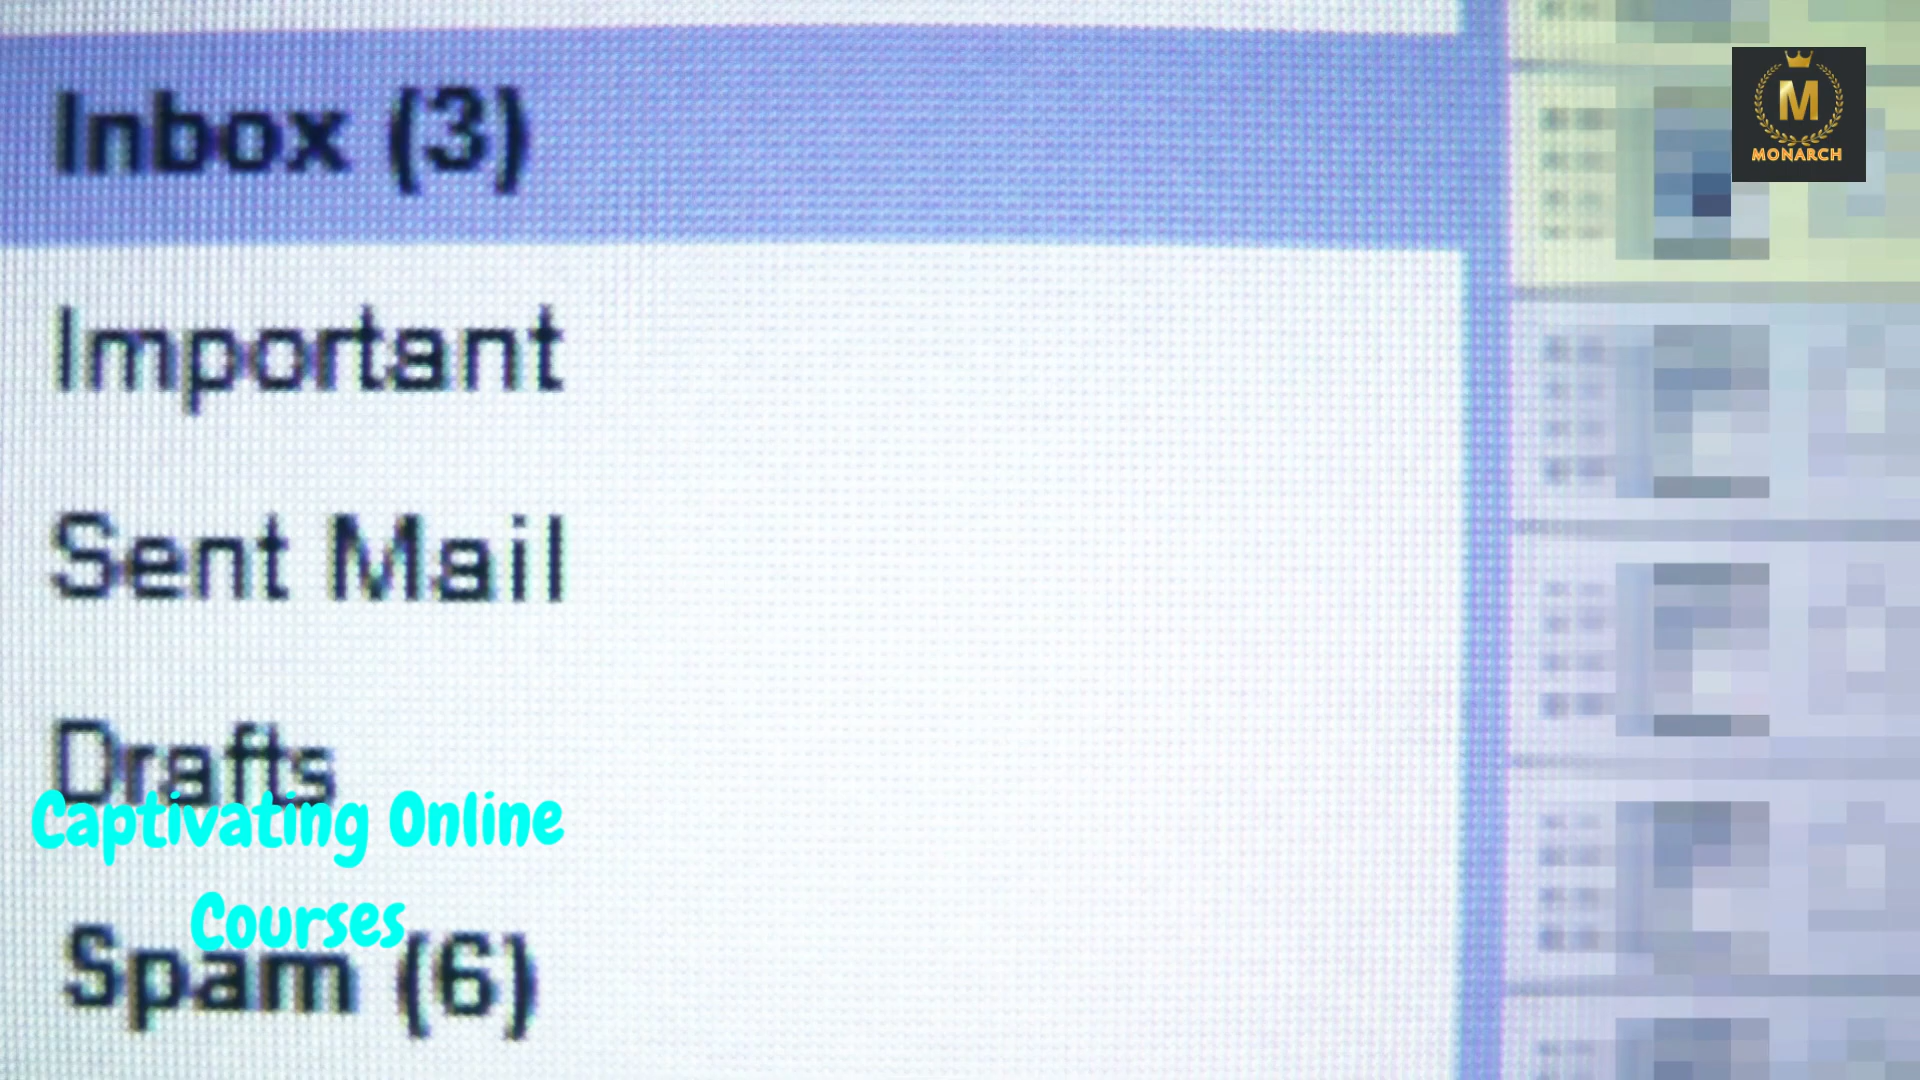 Inbox (3)
M
MONARCH
Important
Sent Mail
Drafts
Captivating Online
Courses
Spam (6)